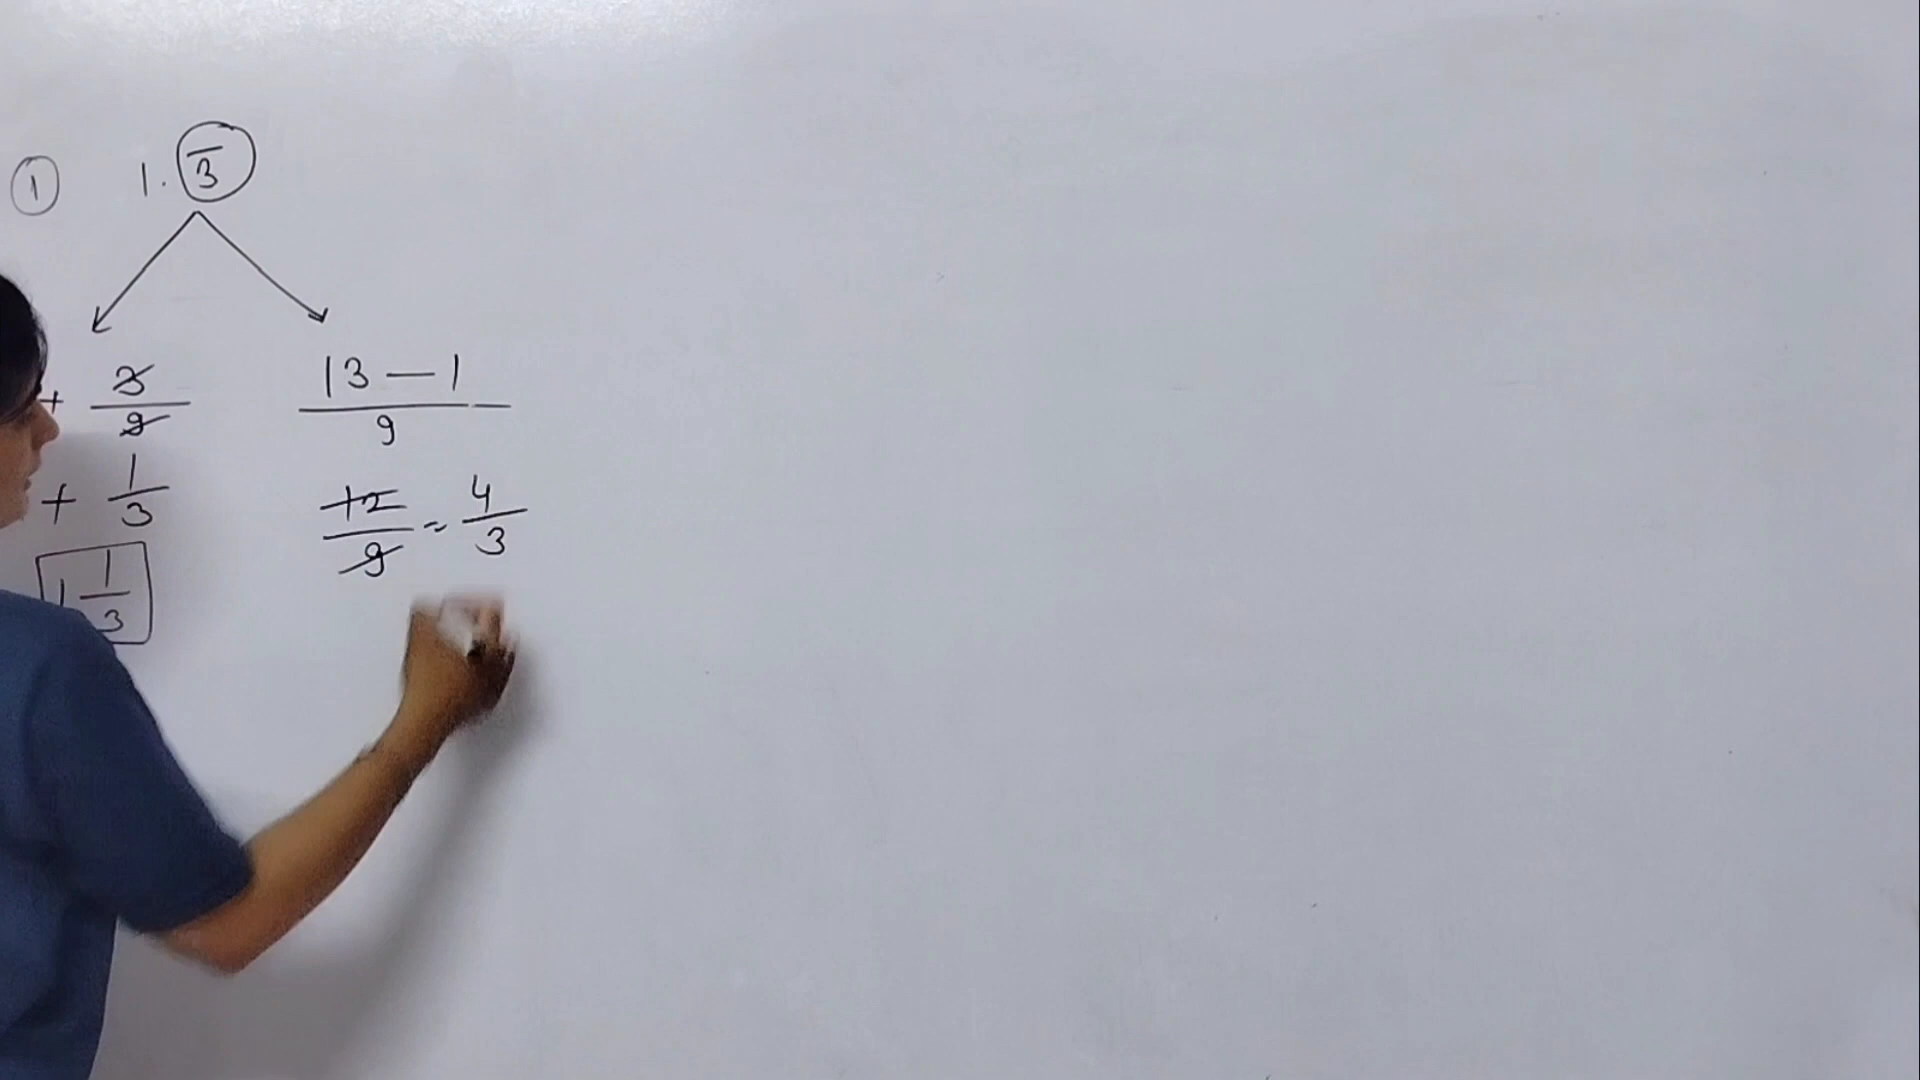 ① 1.3̅
+ 3/9
+ 1/3
1 1/3
13 — 1 / 9
12/9 = 4/3